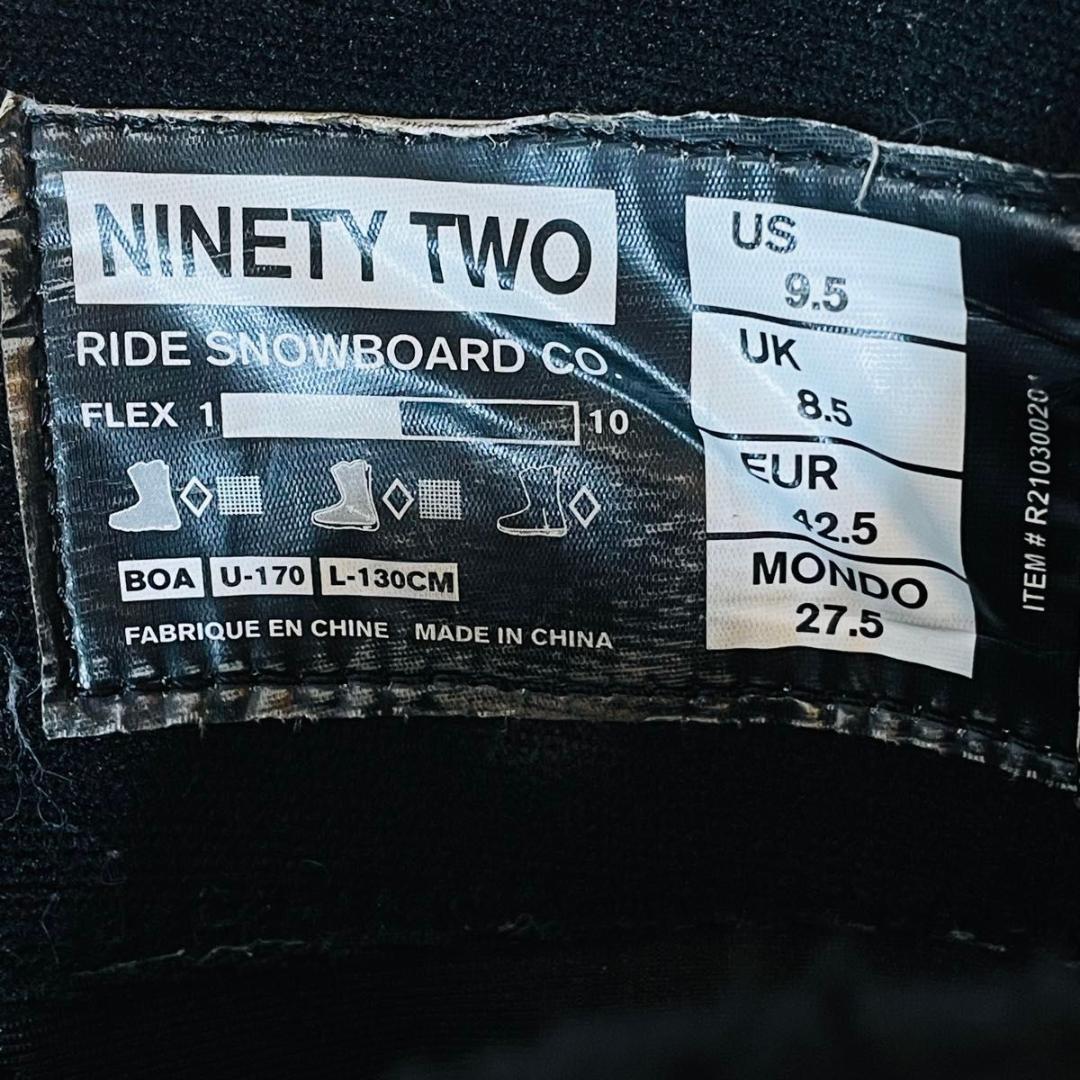 NINETY TWO
RIDE SNOWBOARD CO.
FLEX 1 10
BOA U-170 L-130CM
FABRIQUE EN CHINE MADE IN CHINA
US
9.5
UK
8.5
EUR
42.5
MONDO
27.5
ITEM # R21030020